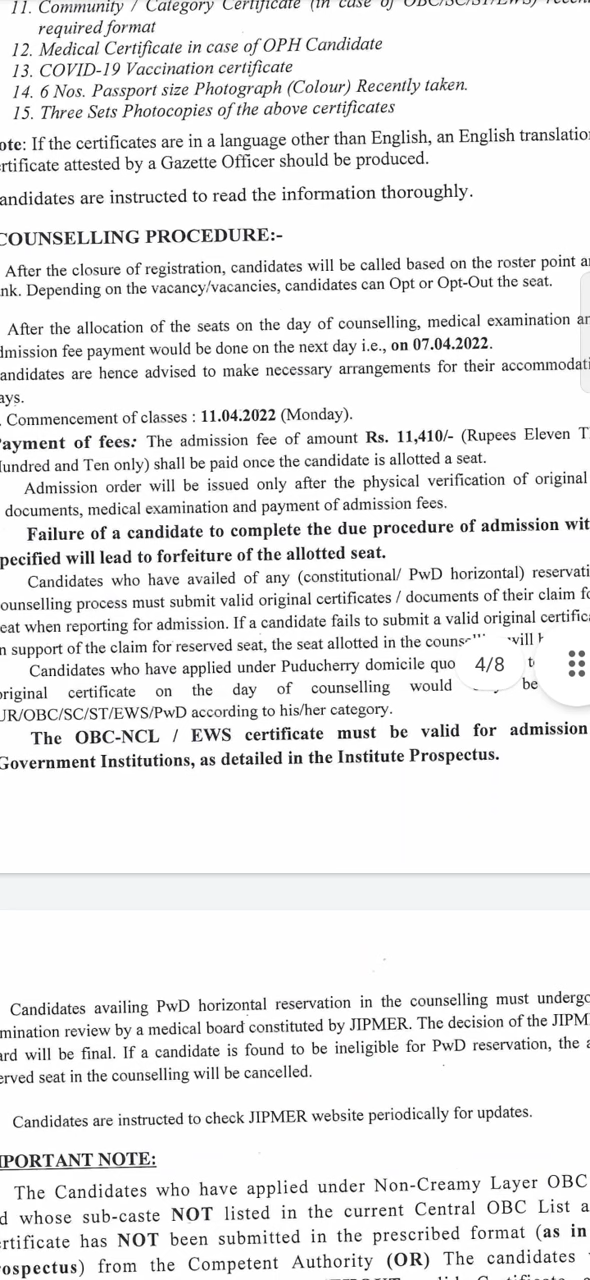 11. Community / Category Certificate (in case of OBC/SC/ST/EWS)
required format
12. Medical Certificate in case of OPH Candidate
13. COVID-19 Vaccination certificate
14. 6 Nos. Passport size Photograph (Colour) Recently taken.
15. Three Sets Photocopies of the above certificates
ote: If the certificates are in a language other than English, an English translatio
rtificate attested by a Gazette Officer should be produced.
andidates are instructed to read the information thoroughly.
COUNSELLING PROCEDURE:-
After the closure of registration, candidates will be called based on the roster point a
nk. Depending on the vacancy/vacancies, candidates can Opt or Opt-Out the seat.
After the allocation of the seats on the day of counselling, medical examination an
dmission fee payment would be done on the next day i.e., on 07.04.2022.
andidates are hence advised to make necessary arrangements for their accommodati
ays.
Commencement of classes : 11.04.2022 (Monday).
ayment of fees: The admission fee of amount Rs. 11,410/- (Rupees Eleven T
undred and Ten only) shall be paid once the candidate is allotted a seat.
Admission order will be issued only after the physical verification of original
documents, medical examination and payment of admission fees.
Failure of a candidate to complete the due procedure of admission wit
pecified will lead to forfeiture of the allotted seat.
Candidates who have availed of any (constitutional/ PwD horizontal) reservati
ounselling process must submit valid original certificates / documents of their claim fo
eat when reporting for admission. If a candidate fails to submit a valid original certifica
n support of the claim for reserved seat, the seat allotted in the couns will
Candidates who have applied under Puducherry domicile quo 4/8 t
original certificate on the day of counselling would be
UR/OBC/SC/ST/EWS/PwD according to his/her category.
The OBC-NCL / EWS certificate must be valid for admission
Government Institutions, as detailed in the Institute Prospectus.
Candidates availing PwD horizontal reservation in the counselling must undergo
mination review by a medical board constituted by JIPMER. The decision of the JIPM
ard will be final. If a candidate is found to be ineligible for PwD reservation, the a
erved seat in the counselling will be cancelled.
Candidates are instructed to check JIPMER website periodically for updates.
IPORTANT NOTE:
The Candidates who have applied under Non-Creamy Layer OBC
d whose sub-caste NOT listed in the current Central OBC List a
rtificate has NOT been submitted in the prescribed format (as in
rospectus) from the Competent Authority (OR) The candidates